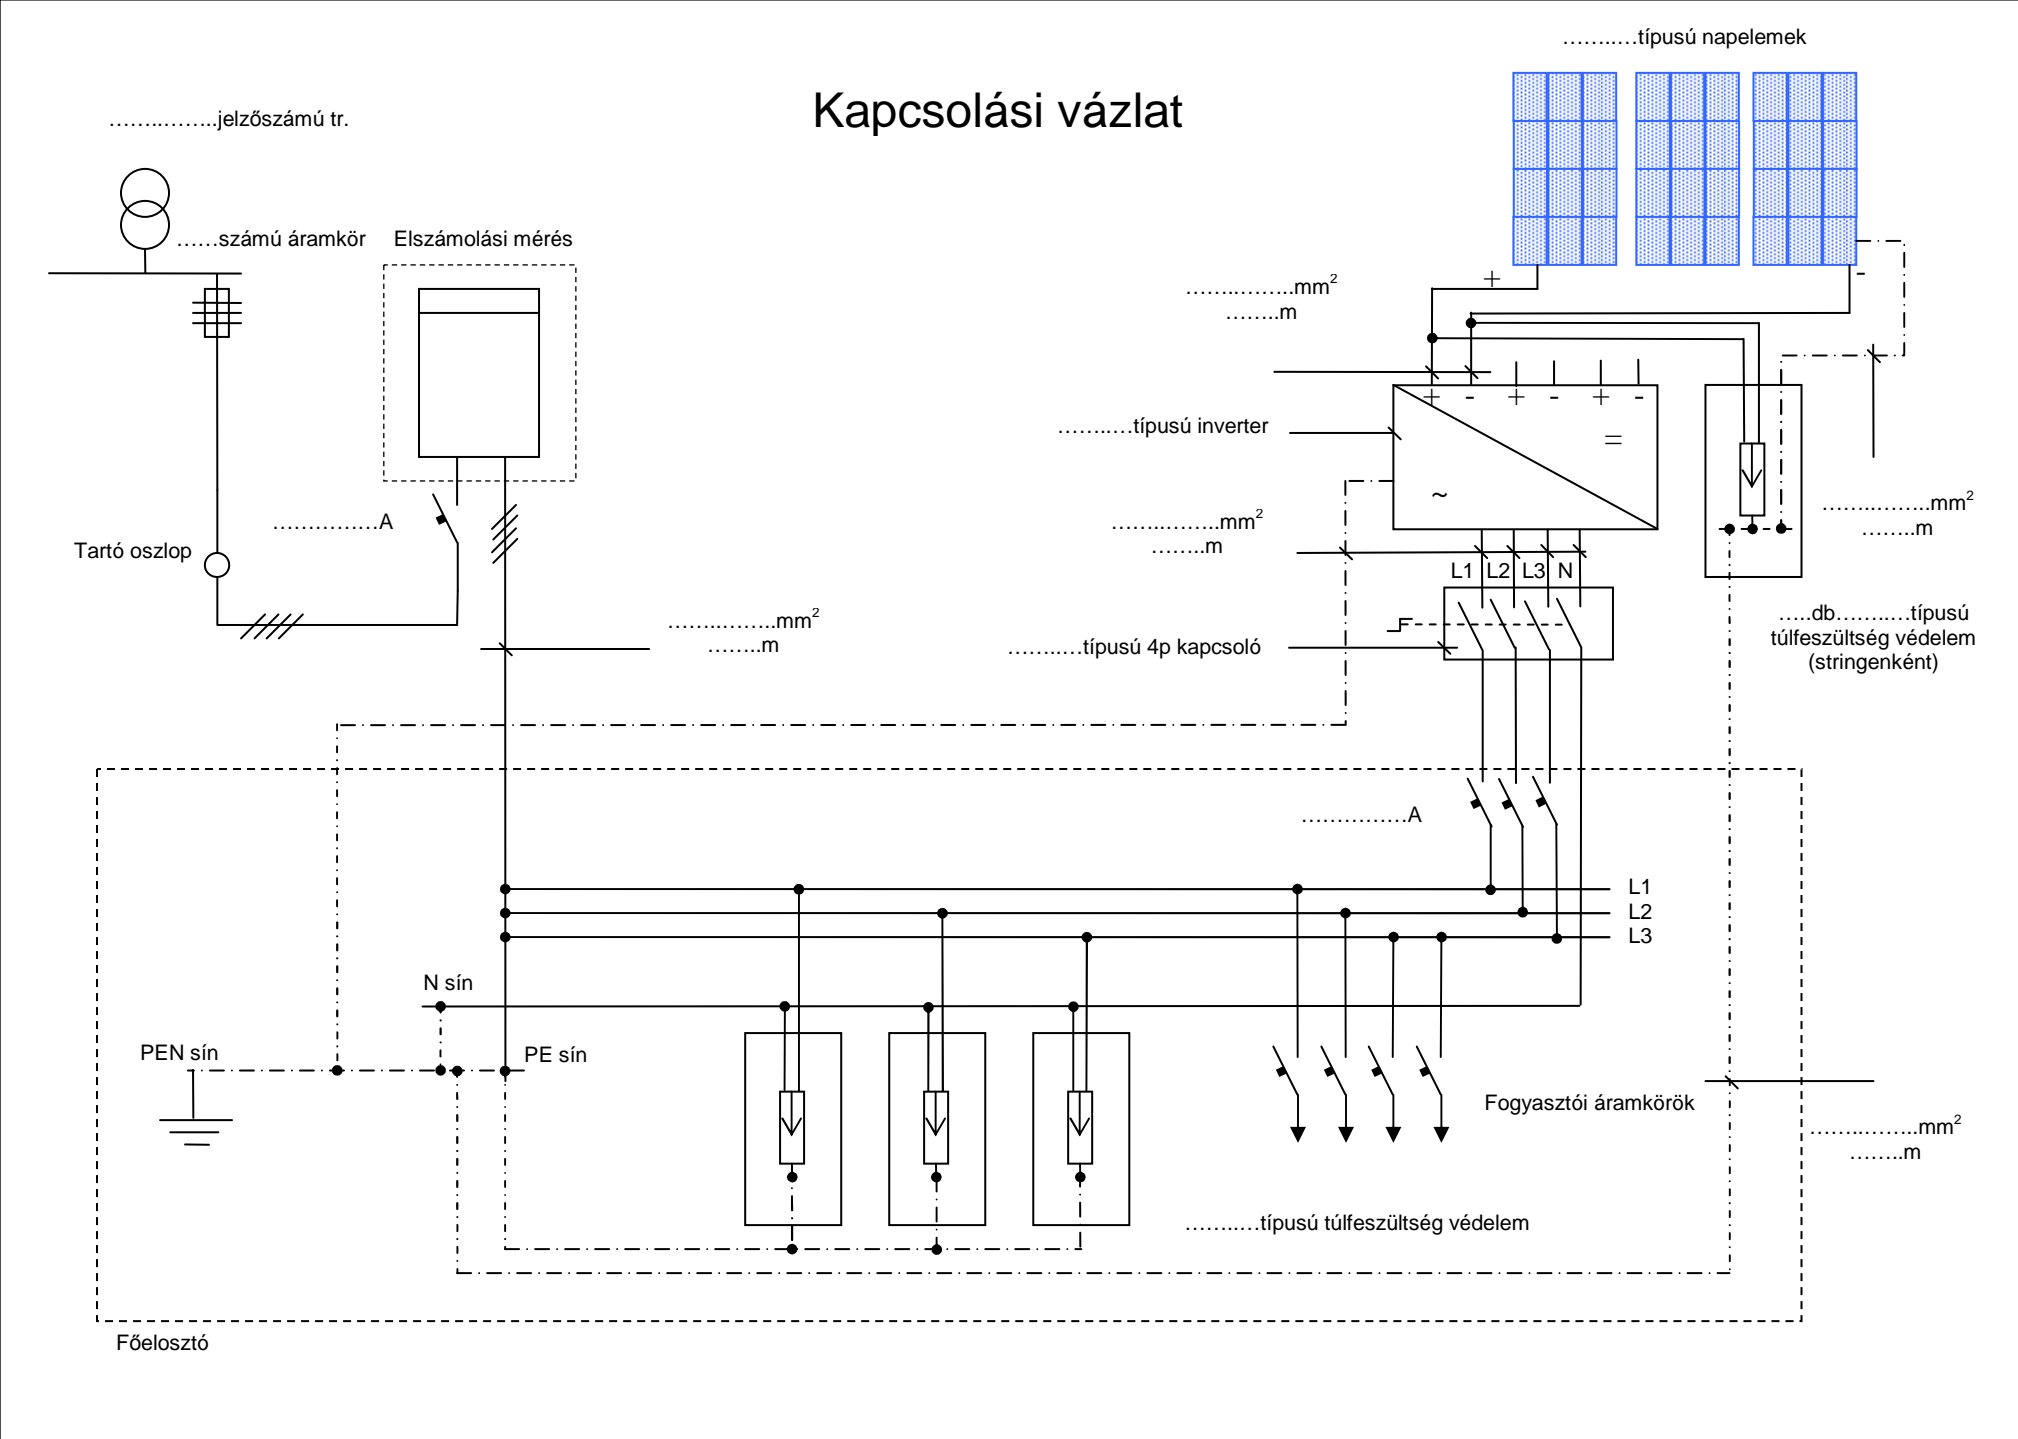 ……..…típusú napelemek
Kapcsolási vázlat
……..……..jelzőszámú tr.
……számú áramkör
Elszámolási mérés
+
-
……..……..mm²
……..m
+ - + - + -
……..…típusú inverter
=
~
……………A
……..……..mm²
……..m
……..……..mm²
……..m
Tartó oszlop
L1 L2 L3 N
……..……..mm²
……..m
……..…típusú 4p kapcsoló
…..db……..…típusú
túlfeszültség védelem
(stringenként)
……………A
L1
L2
L3
N sín
PEN sín
PE sín
Fogyasztói áramkörök
……..……..mm²
……..m
……..…típusú túlfeszültség védelem
Főelosztó